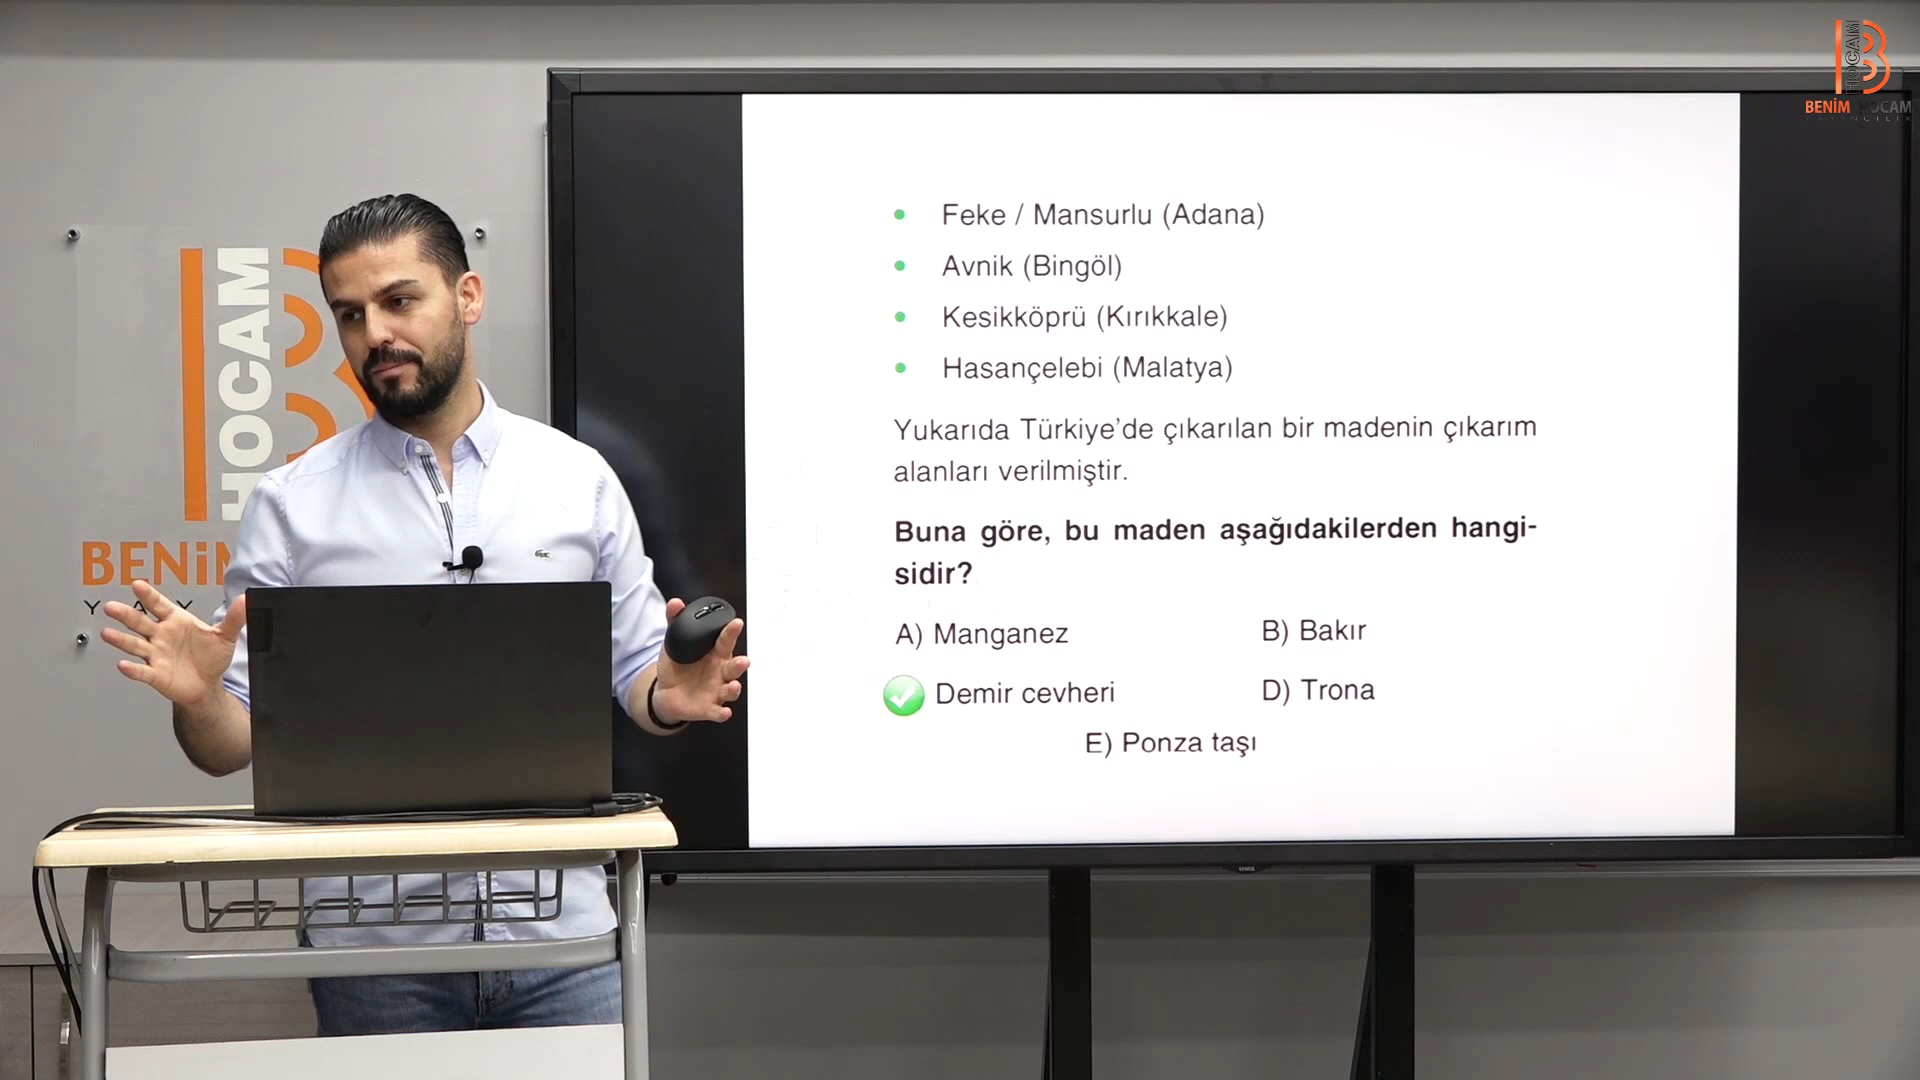 BENİM HOCAM
YAYINCILIK
HOCAM
• Feke / Mansurlu (Adana)
• Avnik (Bingöl)
• Kesikköprü (Kırıkkale)
• Hasançelebi (Malatya)
Yukarıda Türkiye'de çıkarılan bir madenin çıkarım
alanları verilmiştir.
Buna göre, bu maden aşağıdakilerden hangi-
sidir?
A) Manganez
B) Bakır
Demir cevheri
D) Trona
E) Ponza taşı